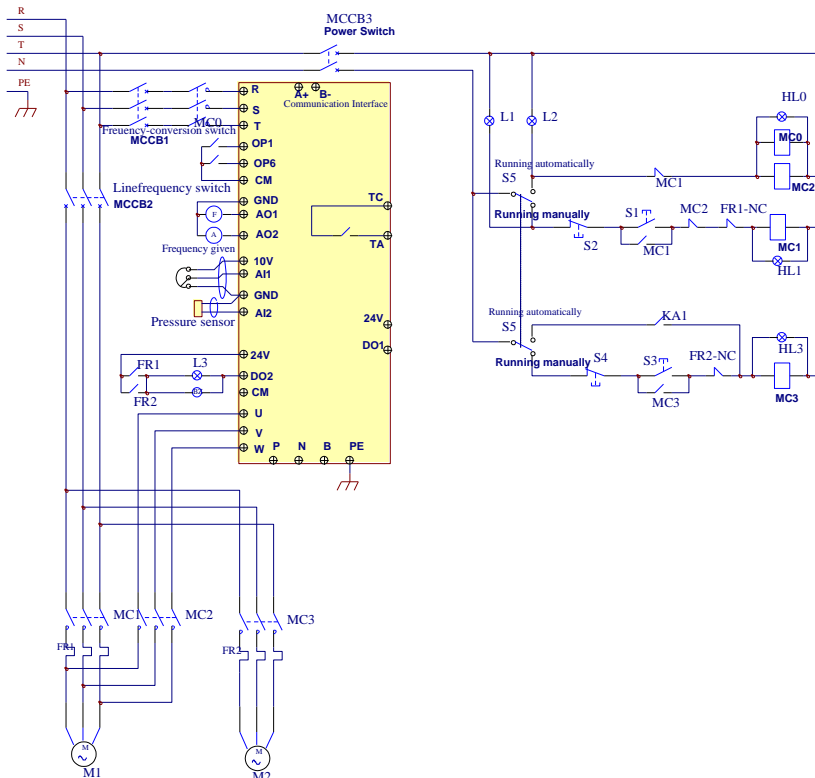 R
S
T
N
PE
MCCB3
Power Switch
A+ B-
Communication Interface
R
S
T
MC0
Freuency-conversion switch
MCCB1
OP1
OP6
CM
Linefrequency switch
MCCB2
GND
AO1
F
AO2
A
Frequency given
10V
AI1
GND
AI2
Pressure sensor
TC
TA
24V
DO1
24V
FR1
L3
DO2
FR2
CM
U
V
W
P N B PE
L1
L2
HL0
MC0
MC2
Running automatically
S5
MC1
Running manually
S1
MC2
FR1-NC
S2
MC1
MC1
HL1
Running automatically
KA1
S5
HL3
Running manually
S4
S3
FR2-NC
MC3
MC3
MC1
MC2
MC3
FR1
FR2
M
M1
M
M2